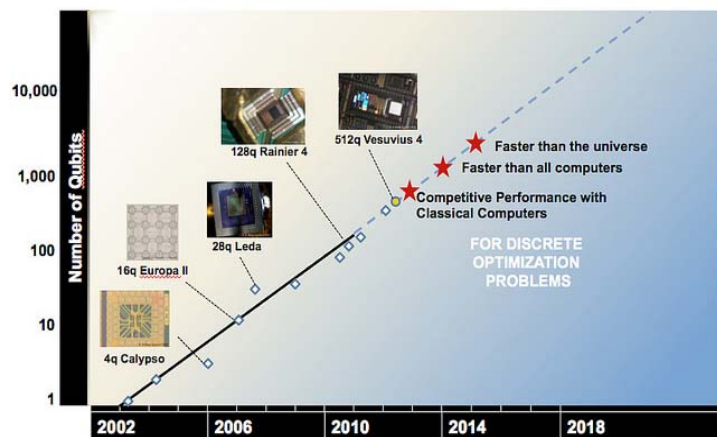 Number of Qubits
10,000
1,000
100
10
1
128q Rainier 4
512q Vesuvius 4
28q Leda
16q Europa II
4q Calypso
Faster than the universe
Faster than all computers
Competitive Performance with
Classical Computers
FOR DISCRETE
OPTIMIZATION
PROBLEMS
2002
2006
2010
2014
2018